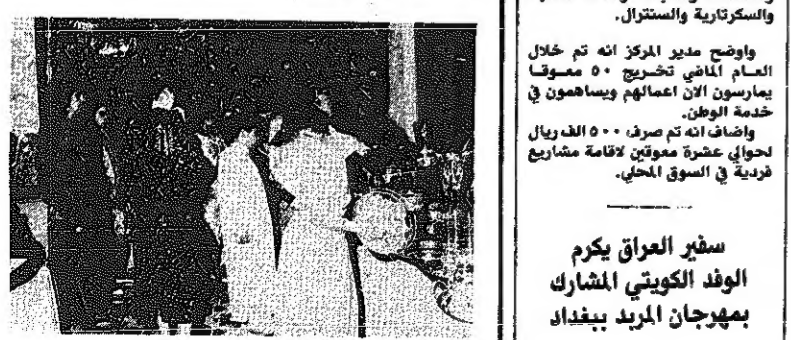 والسكرتارية والسنترال.
واوضح مدير المركز انه تم خلال
العام الماضي تخريج ٥٠ معوقا
يمارسون الان اعمالهم ويساهمون في
خدمة الوطن.
واضاف انه تم صرف ٥٠٠ الف ريال
لحوالي عشرة معوقين لاقامة مشاريع
فردية في السوق المحلي.
سفير العراق يكرم
الوفد الكويتي المشارك
بمهرجان المربد ببغداد